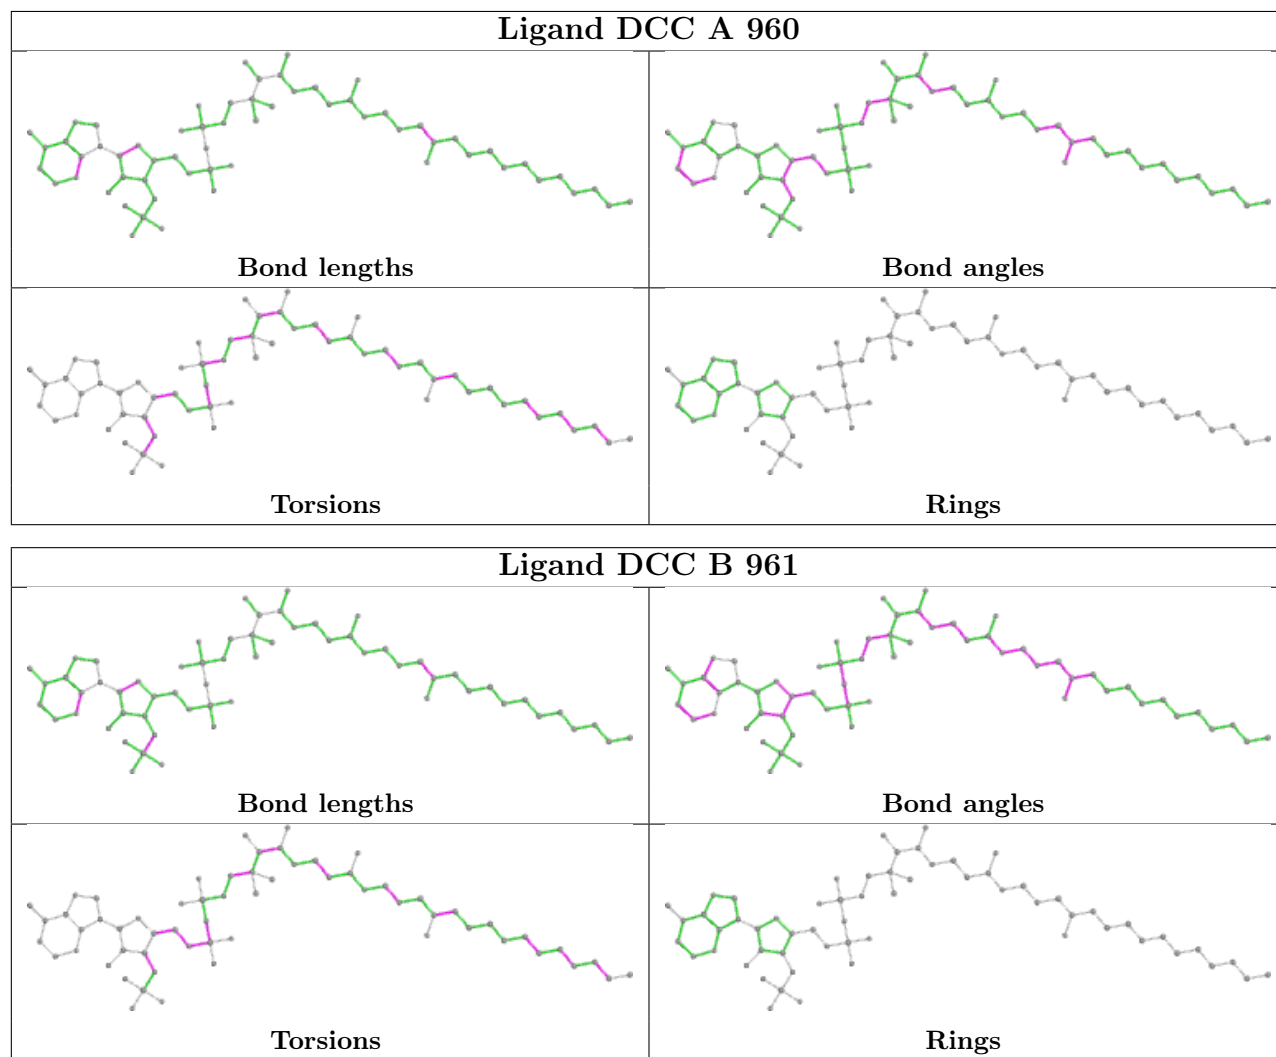 Ligand DCC A 960
Bond lengths
Bond angles
Torsions
Rings
Ligand DCC B 961
Bond lengths
Bond angles
Torsions
Rings